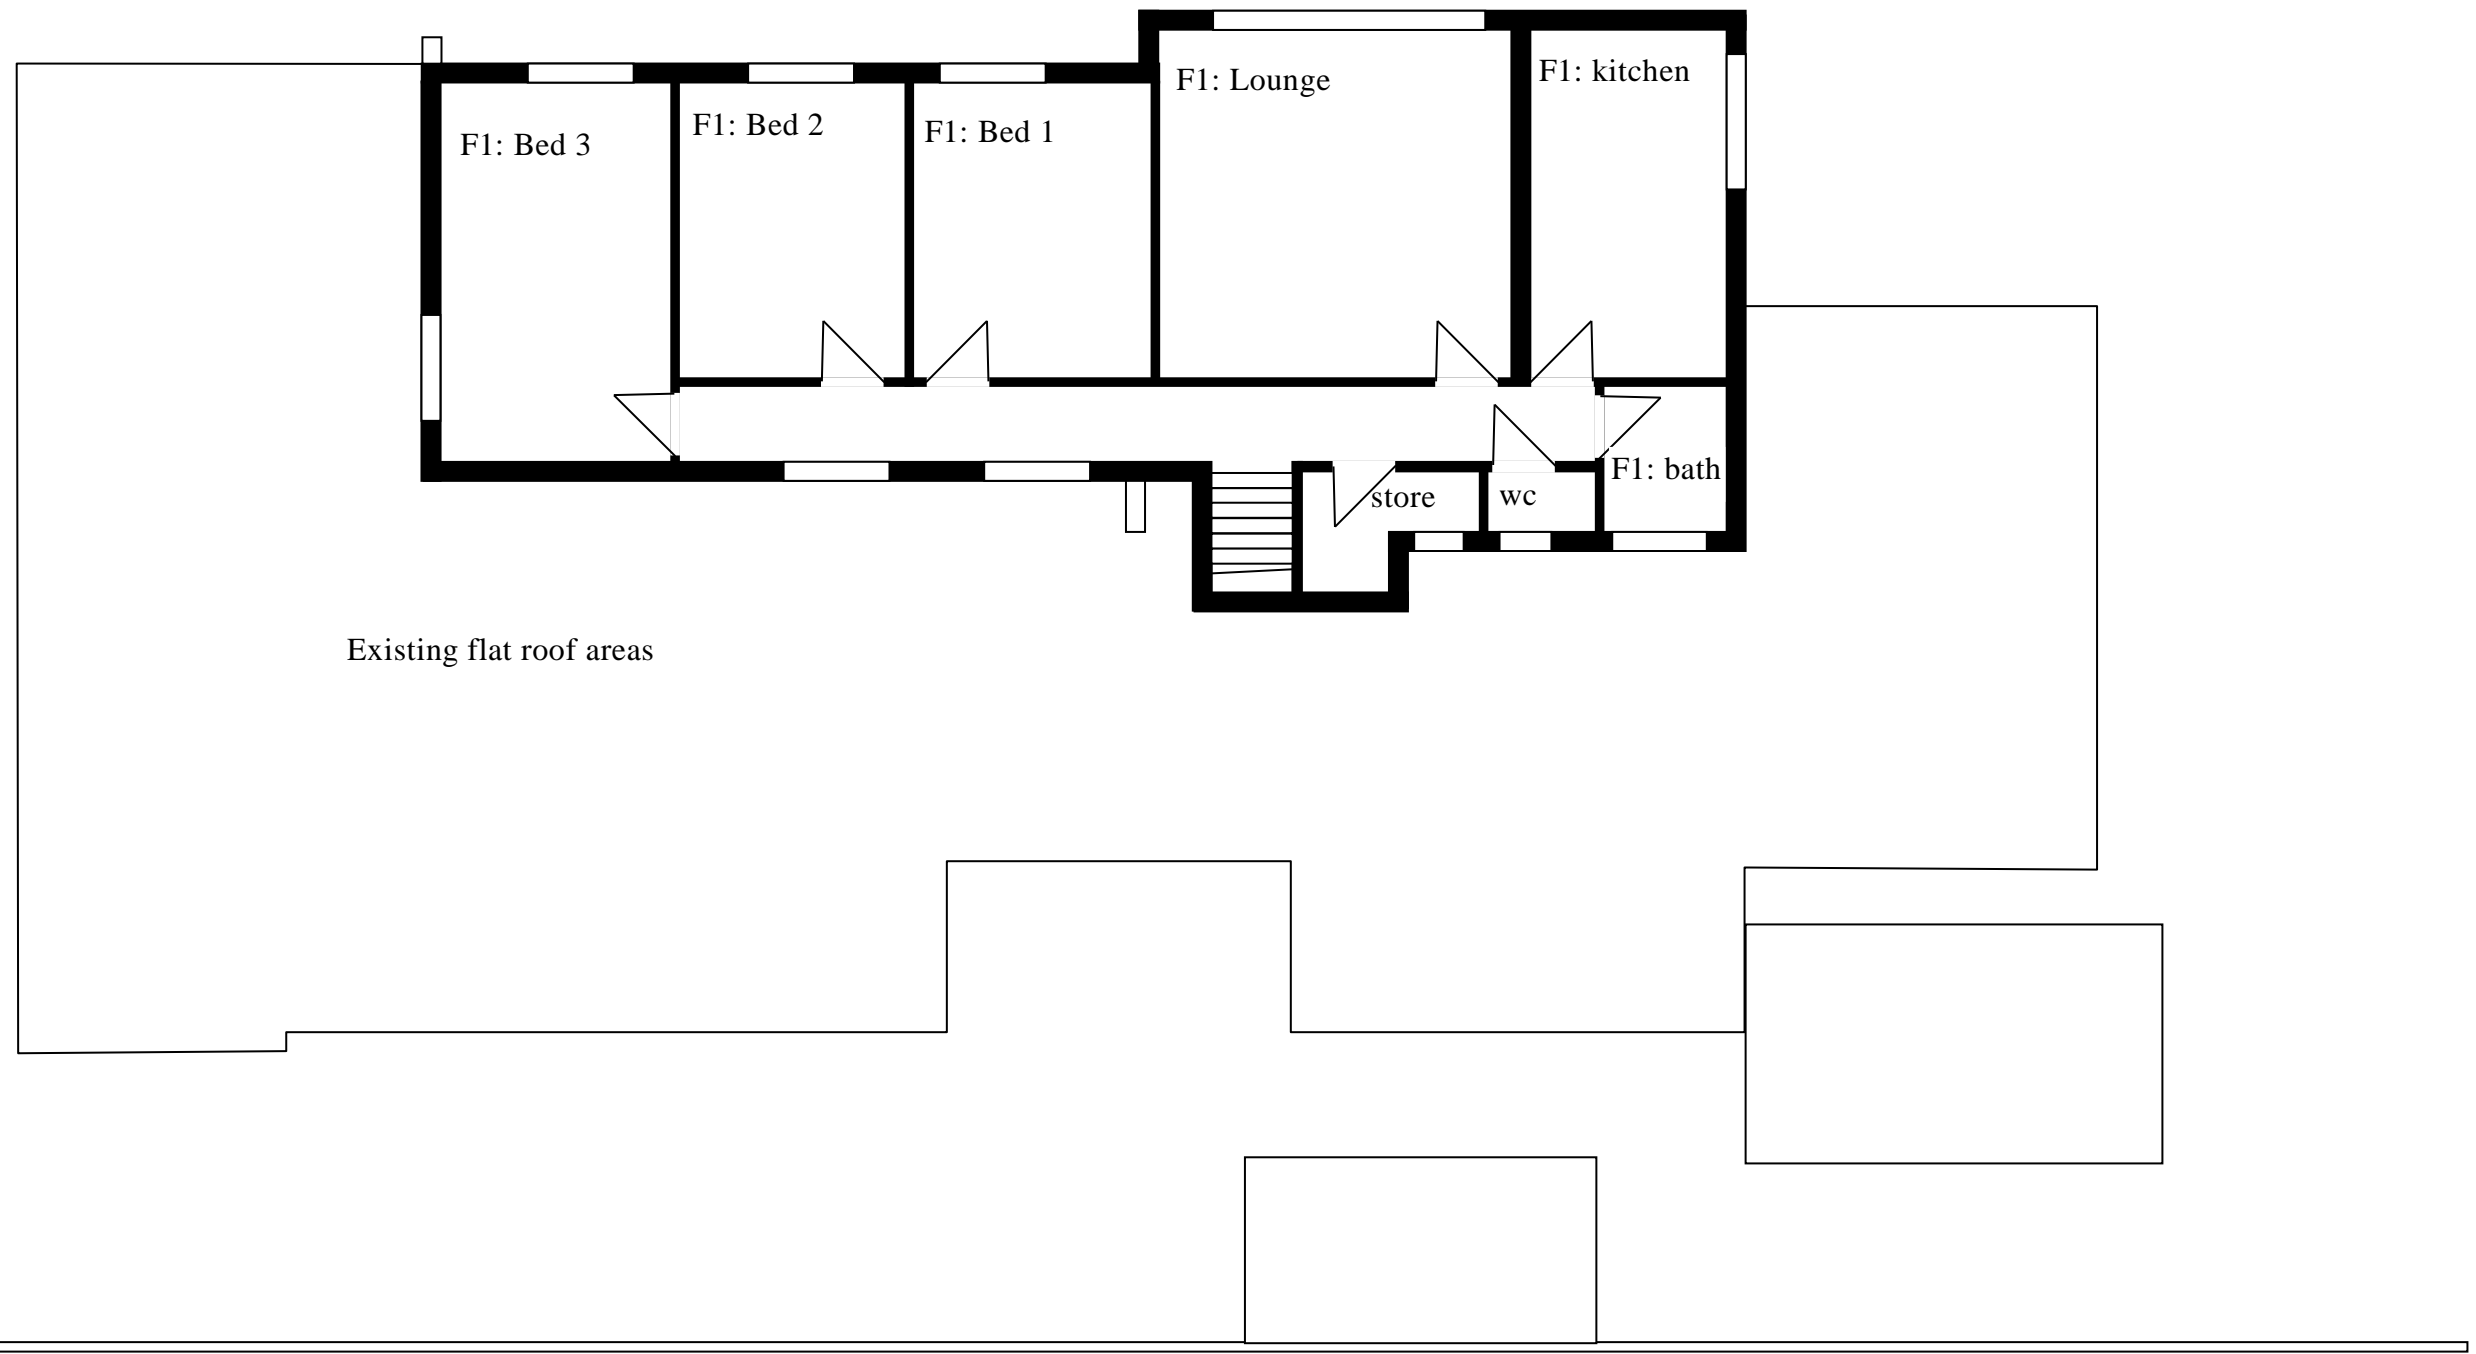 F1: Lounge
F1: kitchen
F1: Bed 3
F1: Bed 2
F1: Bed 1
F1: bath
store
wc
Existing flat roof areas